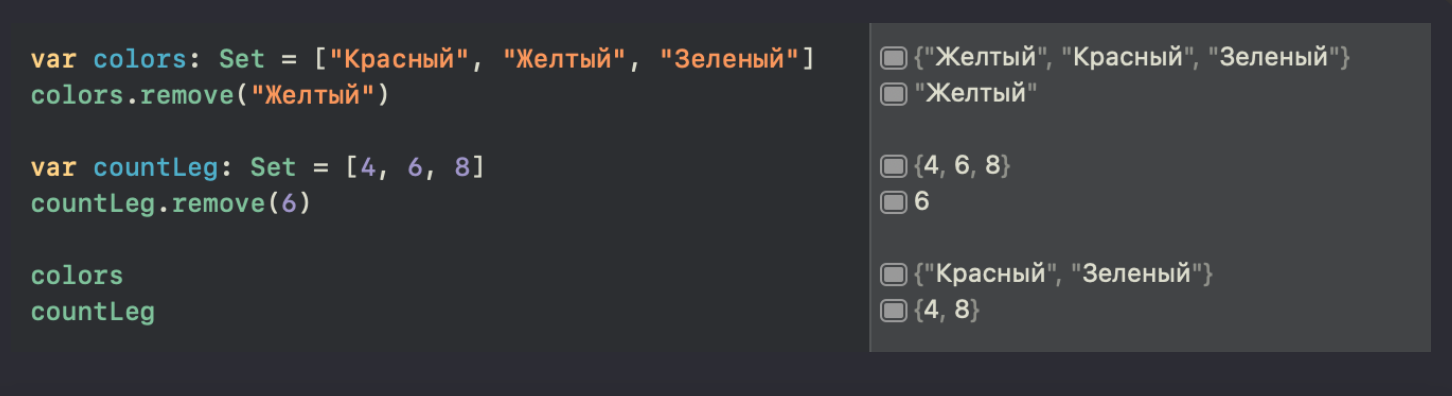 var colors: Set = ["Красный", "Желтый", "Зеленый"] {"Желтый", "Красный", "Зеленый"}
colors.remove("Желтый") "Желтый"
var countLeg: Set = [4, 6, 8] {4, 6, 8}
countLeg.remove(6) 6
colors {"Красный", "Зеленый"}
countLeg {4, 8}